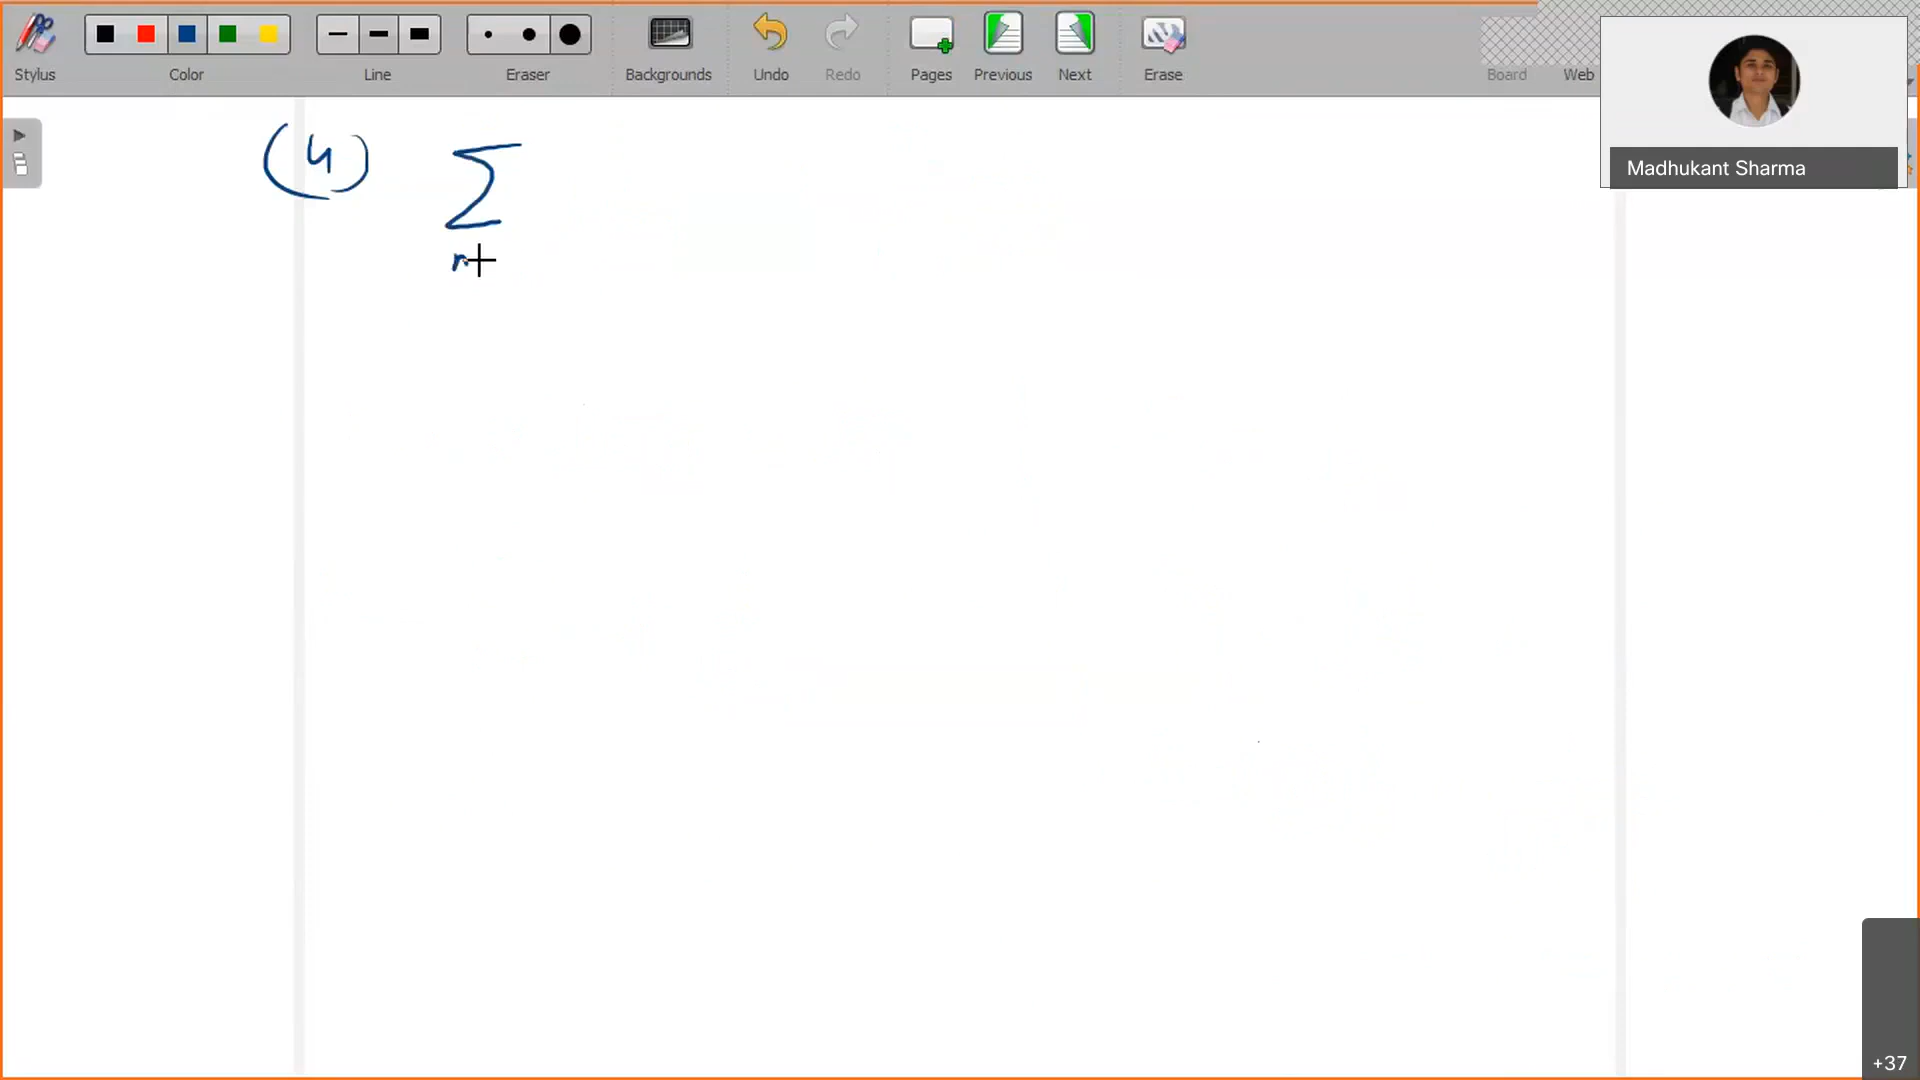 Stylus Color Line Eraser Backgrounds Undo Redo Pages Previous Next Erase Board Web
Madhukant Sharma
(4) Σ
n
+37